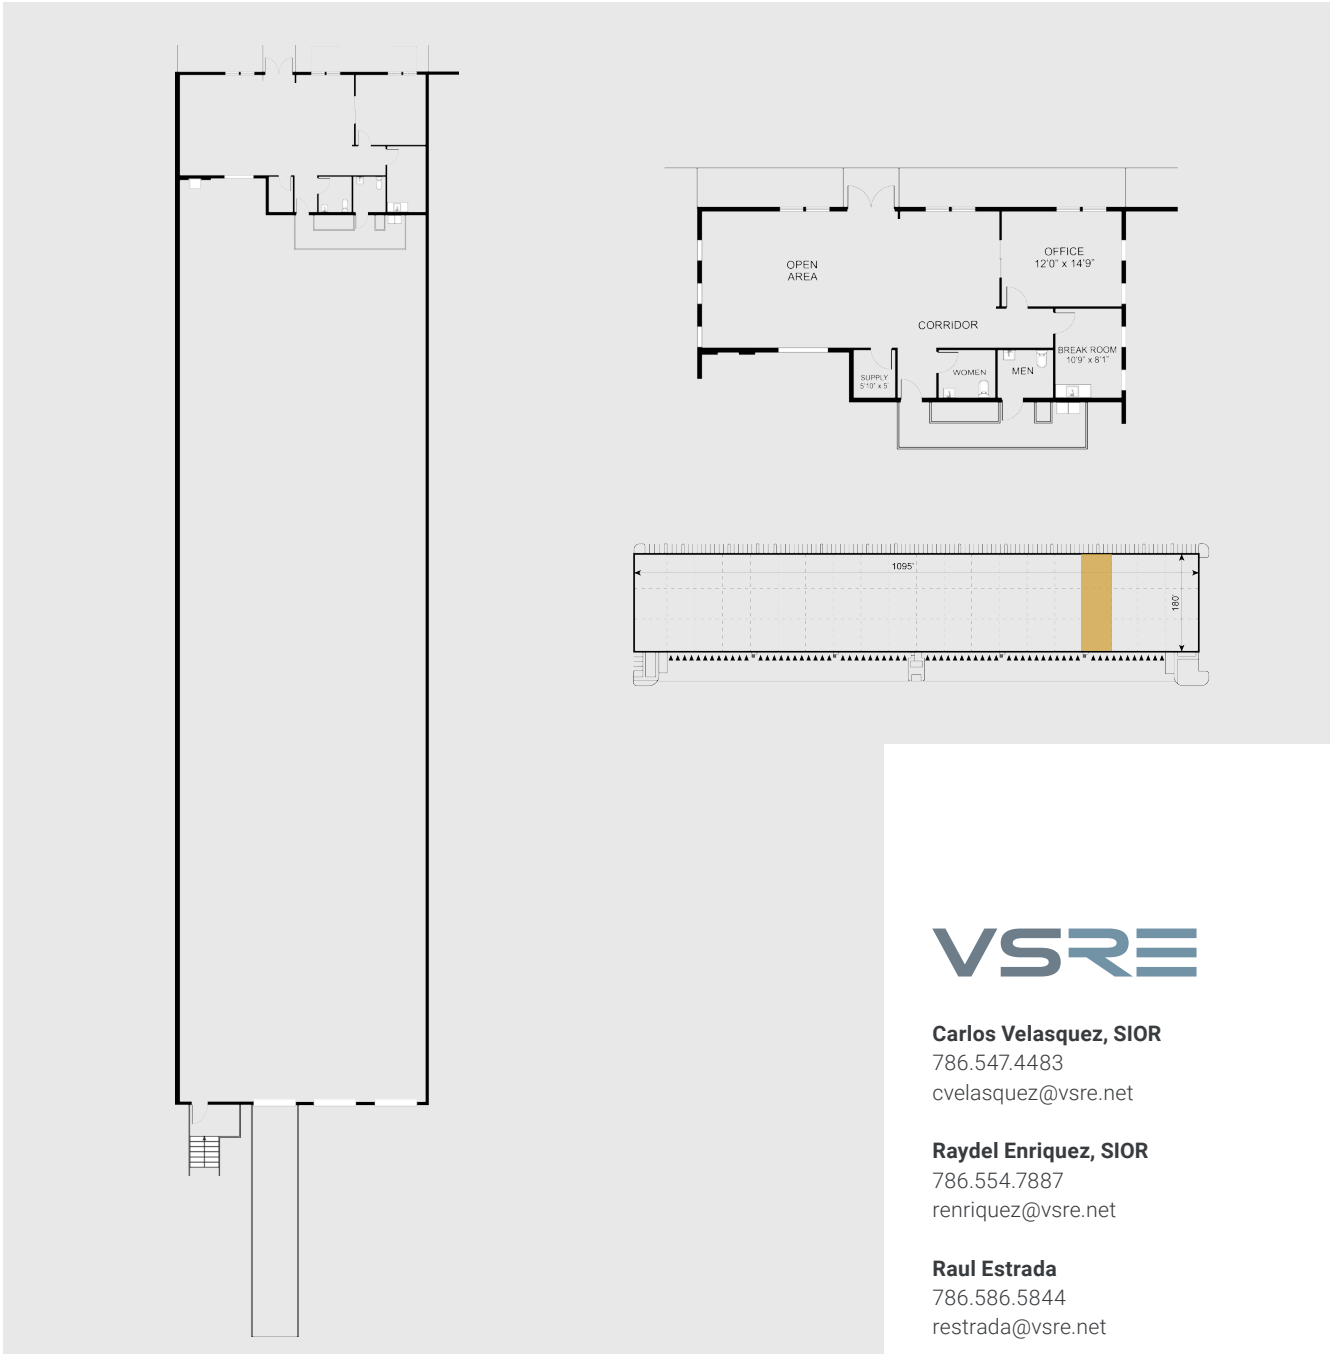 OPEN
AREA
OFFICE
12'0" x 14'9"
CORRIDOR
BREAK ROOM
10'9" x 8'1"
SUPPLY
5'10" x 5'
WOMEN
MEN
1095'
180'
VSRE
Carlos Velasquez, SIOR
786.547.4483
cvelasquez@vsre.net
Raydel Enriquez, SIOR
786.554.7887
renriquez@vsre.net
Raul Estrada
786.586.5844
restrada@vsre.net